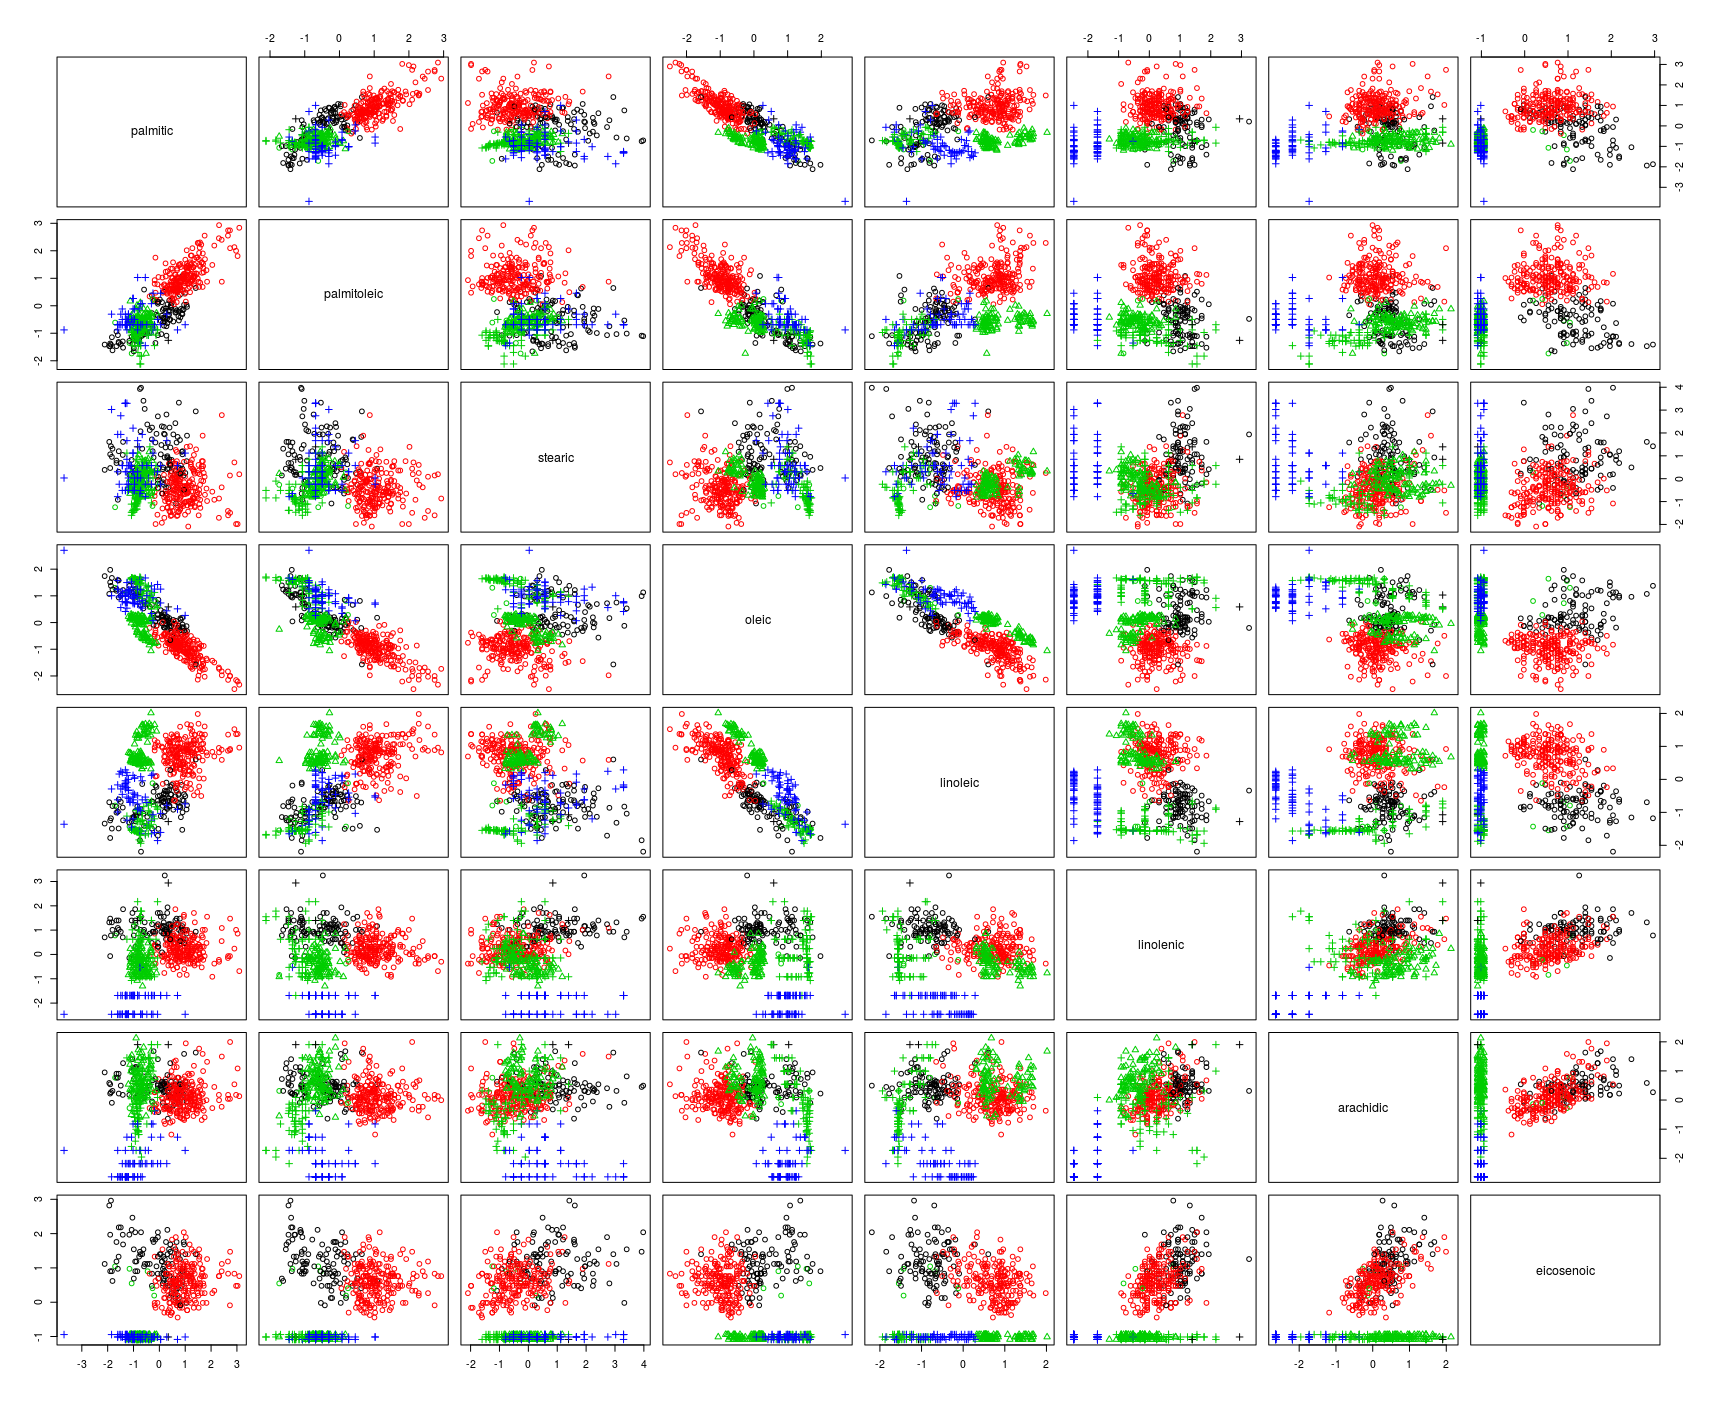 -2 -1 0 1 2 3
-2 -1 0 1 2
-2 -1 0 1 2 3
-1 0 1 2 3
palmitic
-3 -2 -1 0 1 2 3
-2 -1 0 1 2 3
palmitoleic
stearic
-2 -1 0 1 2 3 4
-2 -1 0 1 2
oleic
linoleic
-2 -1 0 1 2
-2 -1 0 1 2 3
linolenic
arachidic
-2 -1 0 1 2
-1 0 1 2 3
eicosenoic
-3 -2 -1 0 1 2 3
-2 -1 0 1 2 3 4
-2 -1 0 1 2
-2 -1 0 1 2